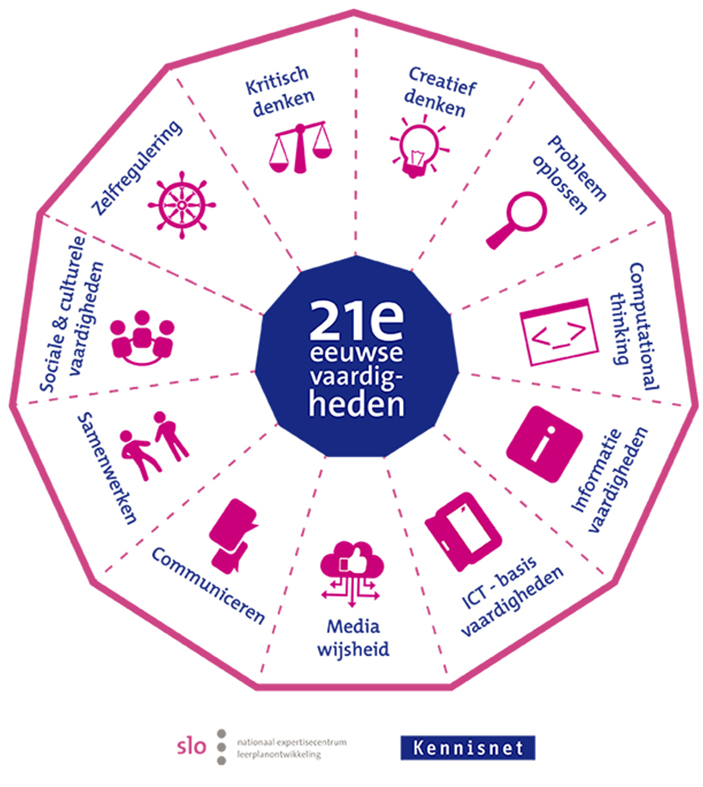 Kritisch
denken
Creatief
denken
Probleem
oplossen
Computational
thinking
Informatie
vaardigheden
ICT - basis
vaardigheden
Media
wijsheid
Communiceren
Samenwerken
Sociale & culturele
vaardigheden
Zelfregulering
21e
eeuwse
vaardig-
heden
i
slo
nationaal expertisecentrum
leerplanontwikkeling
Kennisnet